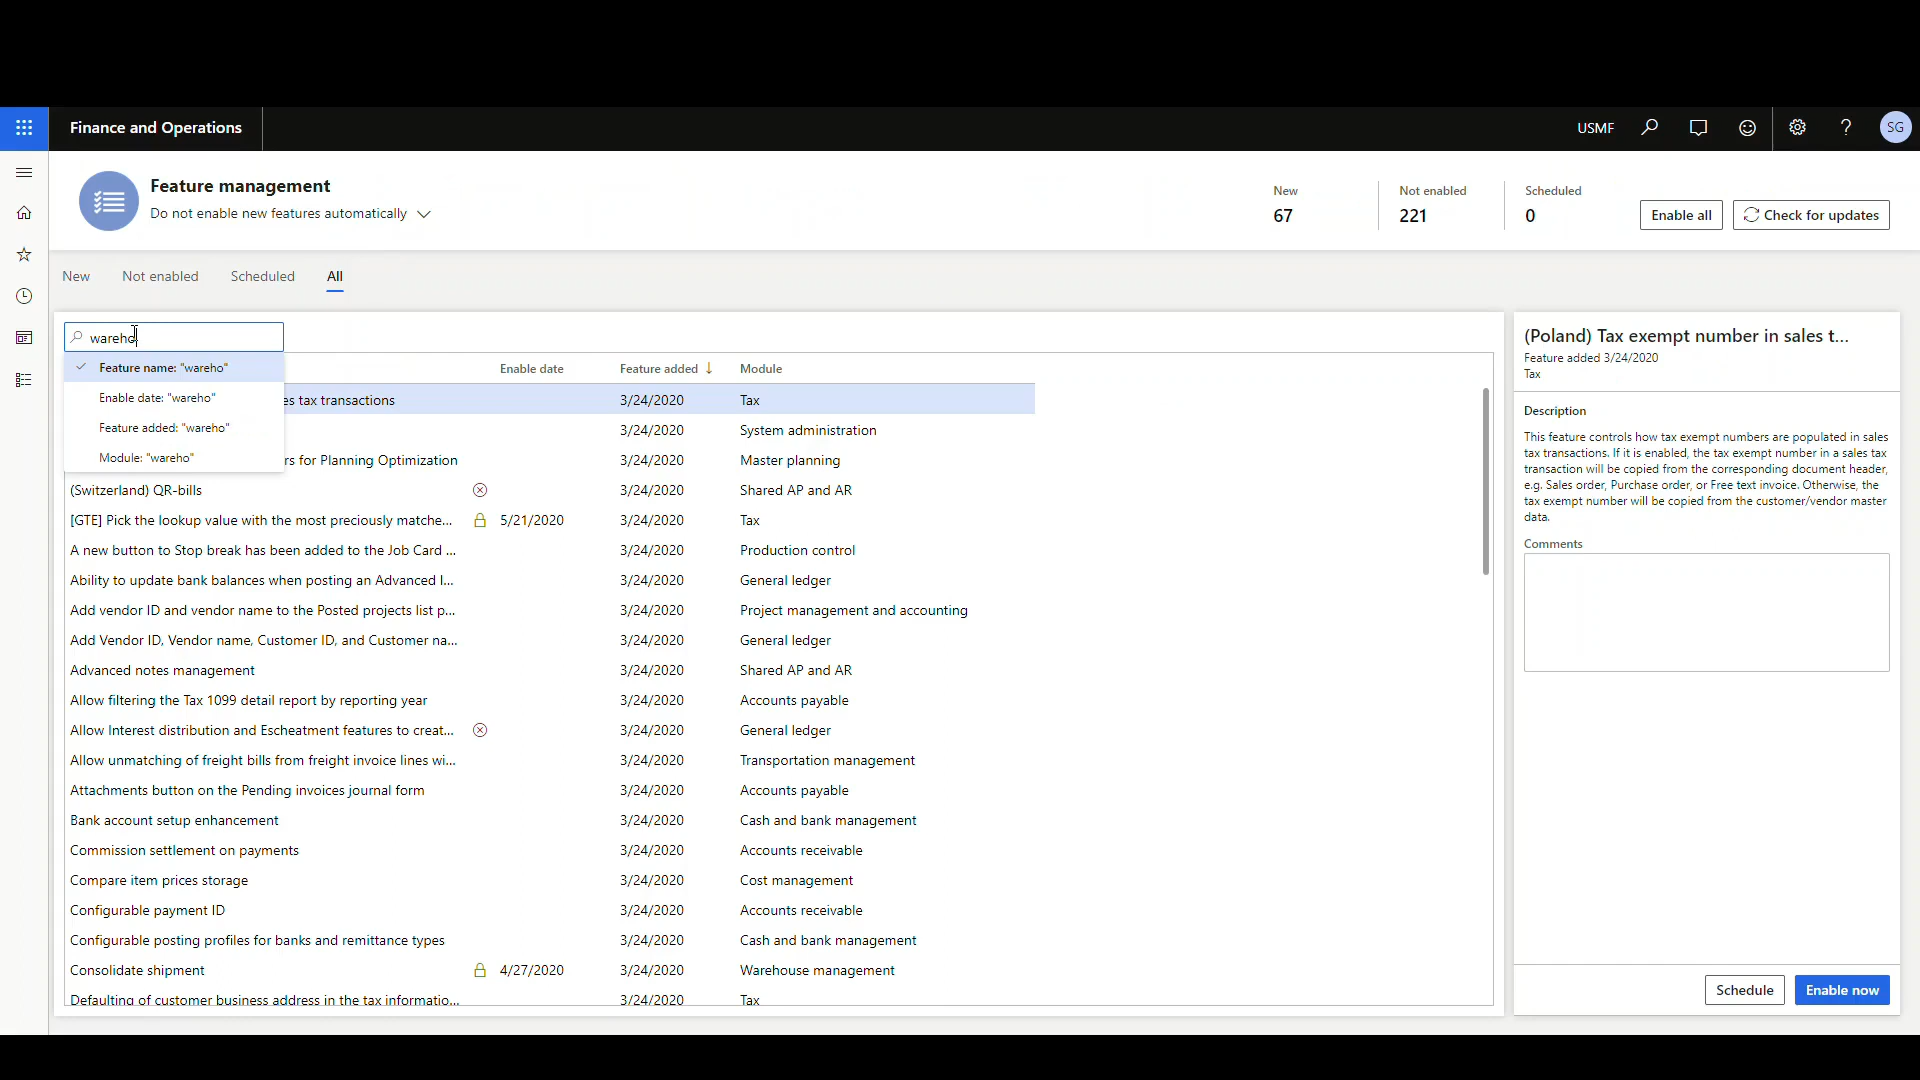 Finance and Operations
USMF
SG
Feature management
Do not enable new features automatically
New
67
Not enabled
221
Scheduled
0
Enable all
Check for updates
New Not enabled Scheduled All
wareho
Feature name: "wareho"
Enable date: "wareho"
Feature added: "wareho"
Module: "wareho"
Enable date Feature added Module
es tax transactions 3/24/2020 Tax
3/24/2020 System administration
rs for Planning Optimization 3/24/2020 Master planning
(Switzerland) QR-bills 3/24/2020 Shared AP and AR
[GTE] Pick the lookup value with the most preciously matche... 5/21/2020 3/24/2020 Tax
A new button to Stop break has been added to the Job Card ... 3/24/2020 Production control
Ability to update bank balances when posting an Advanced l... 3/24/2020 General ledger
Add vendor ID and vendor name to the Posted projects list p... 3/24/2020 Project management and accounting
Add Vendor ID, Vendor name, Customer ID, and Customer na... 3/24/2020 General ledger
Advanced notes management 3/24/2020 Shared AP and AR
Allow filtering the Tax 1099 detail report by reporting year 3/24/2020 Accounts payable
Allow Interest distribution and Escheatment features to creat... 3/24/2020 General ledger
Allow unmatching of freight bills from freight invoice lines wi... 3/24/2020 Transportation management
Attachments button on the Pending invoices journal form 3/24/2020 Accounts payable
Bank account setup enhancement 3/24/2020 Cash and bank management
Commission settlement on payments 3/24/2020 Accounts receivable
Compare item prices storage 3/24/2020 Cost management
Configurable payment ID 3/24/2020 Accounts receivable
Configurable posting profiles for banks and remittance types 3/24/2020 Cash and bank management
Consolidate shipment 4/27/2020 3/24/2020 Warehouse management
Defaulting of customer business address in the tax informatio... 3/24/2020 Tax
(Poland) Tax exempt number in sales t...
Feature added 3/24/2020
Tax
Description
This feature controls how tax exempt numbers are populated in sales
tax transactions. If it is enabled, the tax exempt number in a sales tax
transaction will be copied from the corresponding document header,
e.g. Sales order, Purchase order, or Free text invoice. Otherwise, the
tax exempt number will be copied from the customer/vendor master
data.
Comments
Schedule
Enable now